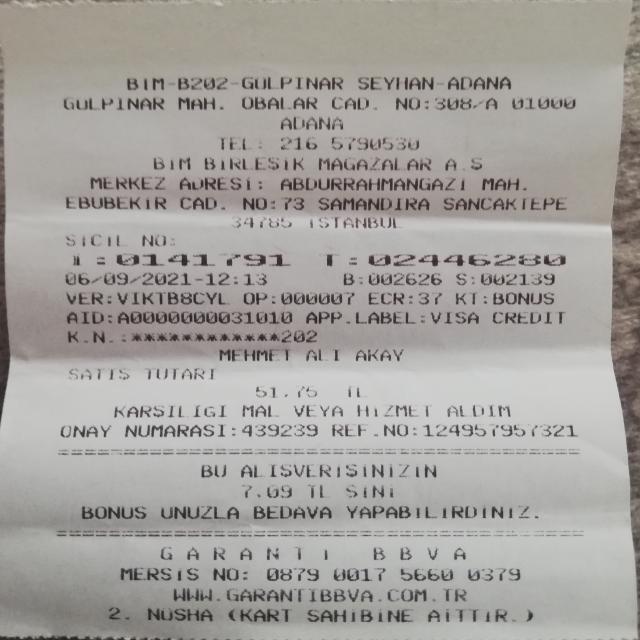 BIM-B202-GULPINAR SEYHAN-ADANA
GULPINAR MAH. OBALAR CAD. NO:308/A 01000
ADANA
TEL: 216 5790530
BIM BIRLESIK MAGAZALAR A.S
MERKEZ ADRESI: ABDURRAHMANGAZI MAH.
EBUBEKIR CAD. NO:73 SAMANDIRA SANCAKTEPE
34785 ISTANBUL
SICIL NO:
I:0141791 T:02446280
06/09/2021-12:13 B:002626 S:002139
VER:VIKTB8CYL OP:000007 ECR:37 KT:BONUS
AID:A0000000031010 APP.LABEL:VISA CREDIT
K.N.:************202
MEHMET ALI AKAY
SATIS TUTARI
51,75 TL
KARSILIGI MAL VEYA HIZMET ALDIM
ONAY NUMARASI:439239 REF.NO:124957957321
BU ALISVERISINIZIN
7.09 TL SINI
BONUS UNUZLA BEDAVA YAPABILIRDINIZ.
GARANTI BBVA
MERSIS NO: 0879 0017 5660 0379
WWW.GARANTIBBVA.COM.TR
2. NUSHA (KART SAHIBINE AITTIR.)